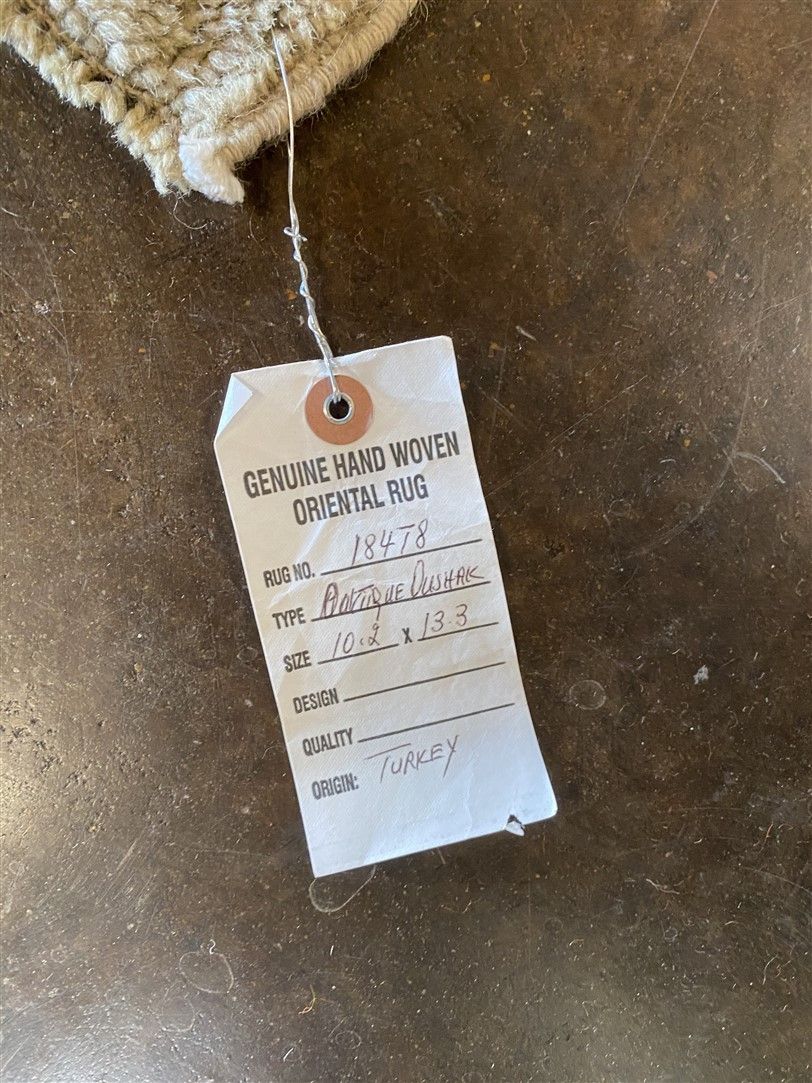 GENUINE HAND WOVEN
ORIENTAL RUG
RUG NO. 18478
TYPE ANTIQUE OUSHAK
SIZE 10.2 X 13.3
DESIGN
QUALITY
ORIGIN: TURKEY